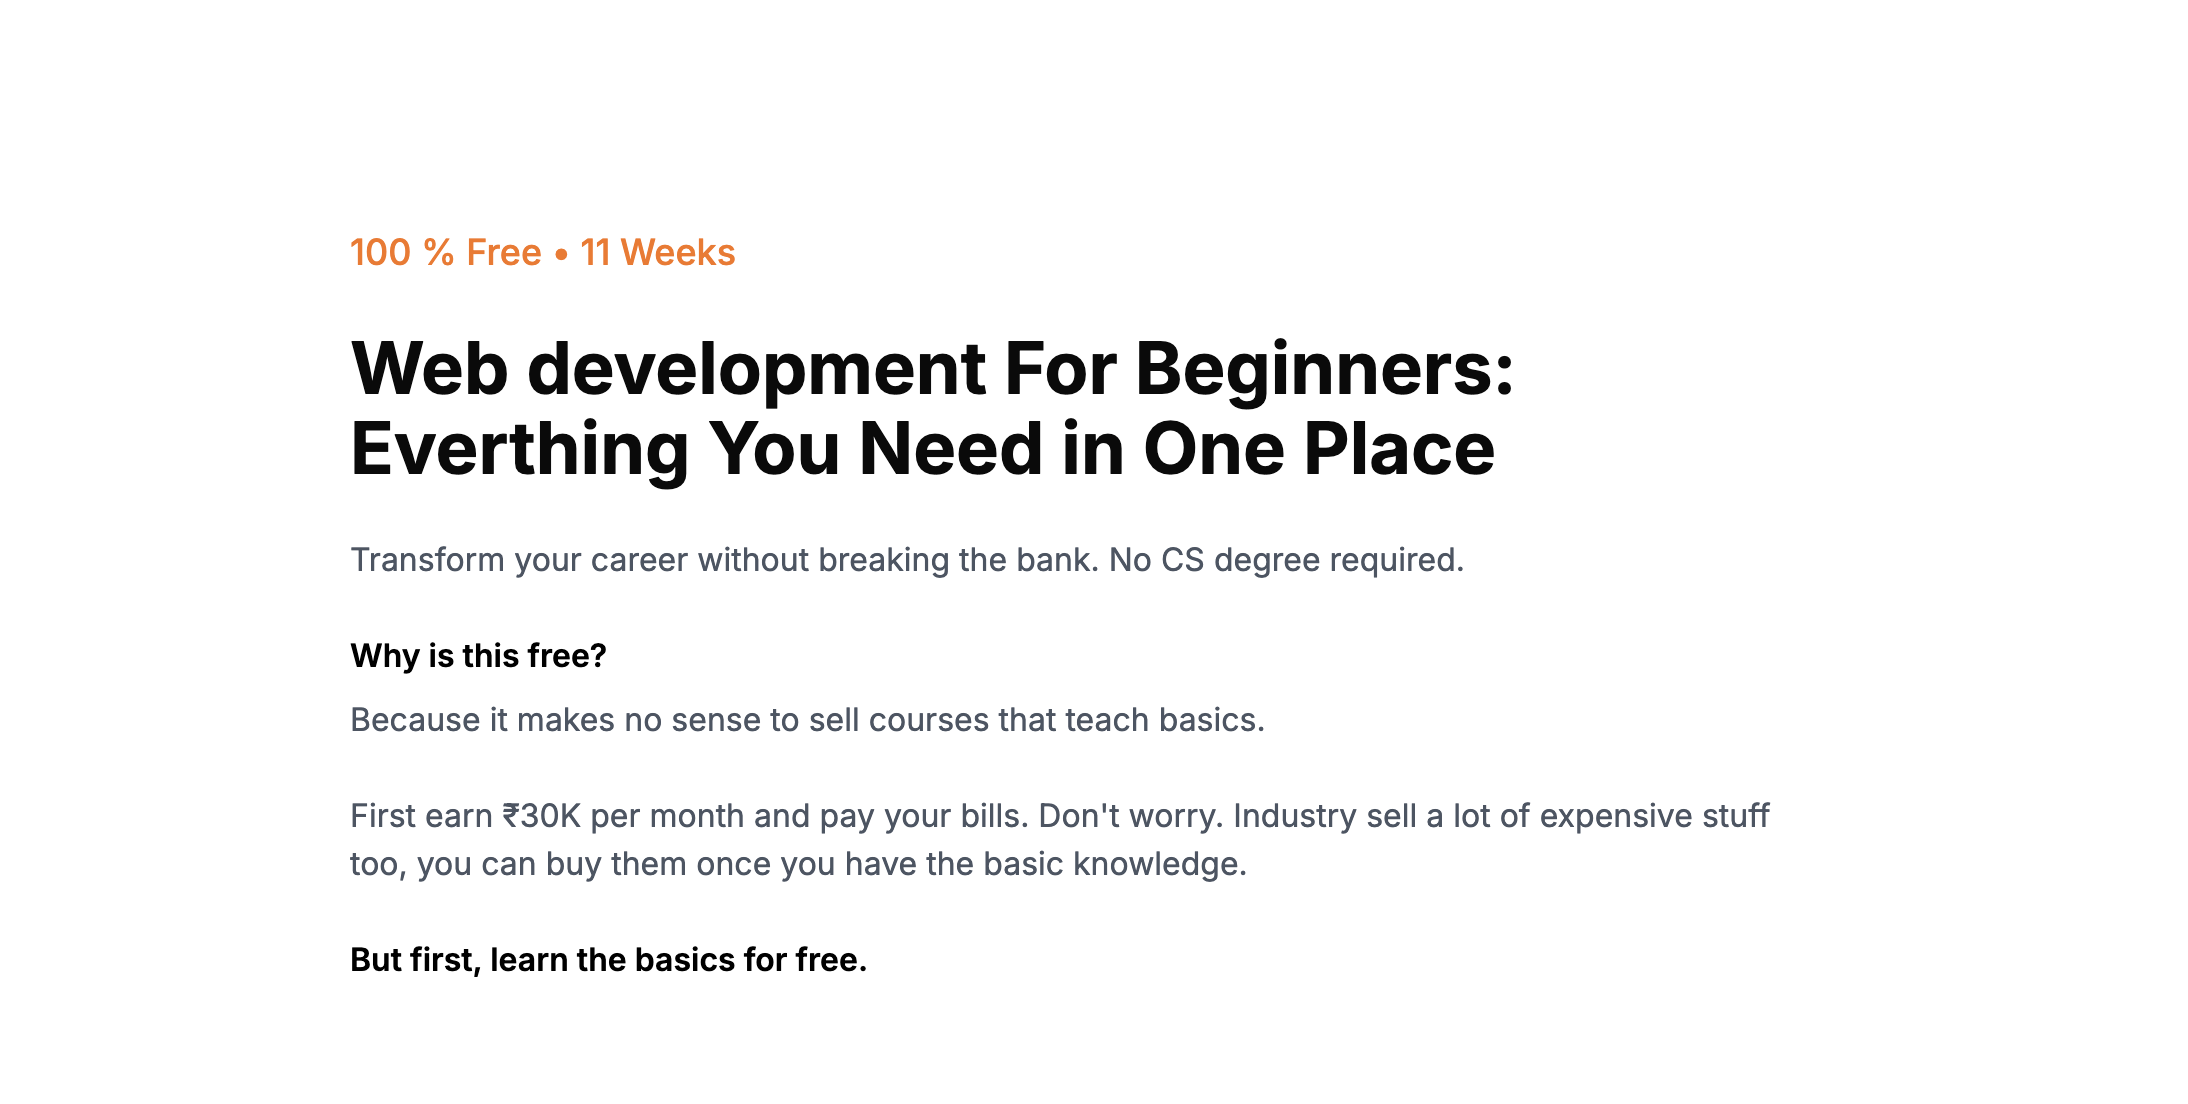 100 % Free • 11 Weeks
Web development For Beginners:
Everthing You Need in One Place
Transform your career without breaking the bank. No CS degree required.
Why is this free?
Because it makes no sense to sell courses that teach basics.
First earn ₹30K per month and pay your bills. Don't worry. Industry sell a lot of expensive stuff
too, you can buy them once you have the basic knowledge.
But first, learn the basics for free.